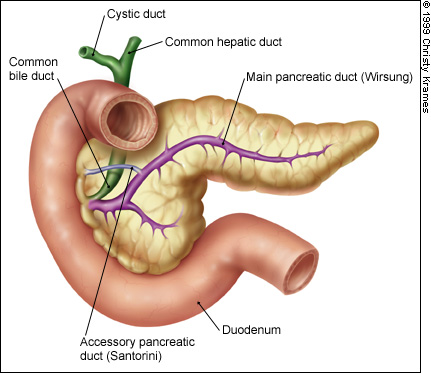 Cystic duct
Common hepatic duct
Common
bile duct
Main pancreatic duct (Wirsung)
Duodenum
Accessory pancreatic
duct (Santorini)
© 1999 Christy Krames